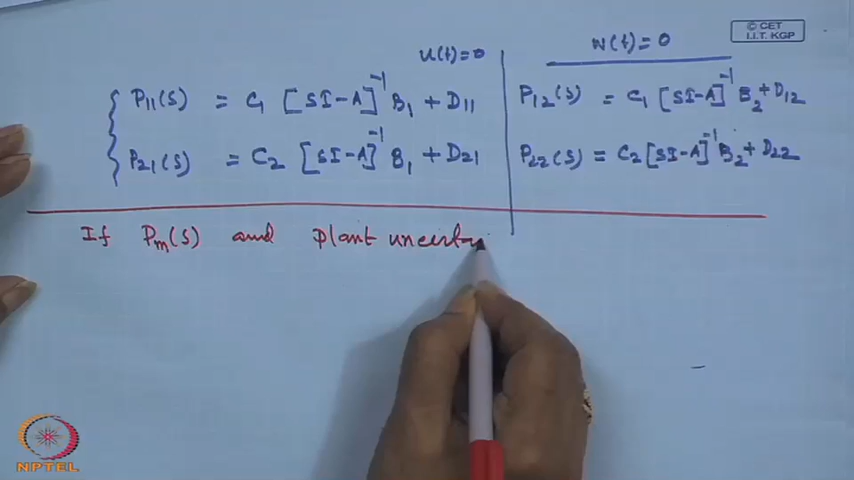 © CET
I.I.T. KGP
u(t)=0
P11(s) = C1 [SI-A]^-1 B1 + D11
P21(s) = C2 [SI-A]^-1 B1 + D21
W(t)=0
P12(s) = C1 [SI-A]^-1 B2 + D12
P22(s) = C2 [SI-A]^-1 B2 + D22
If Pm(s) and plant
NPTEL